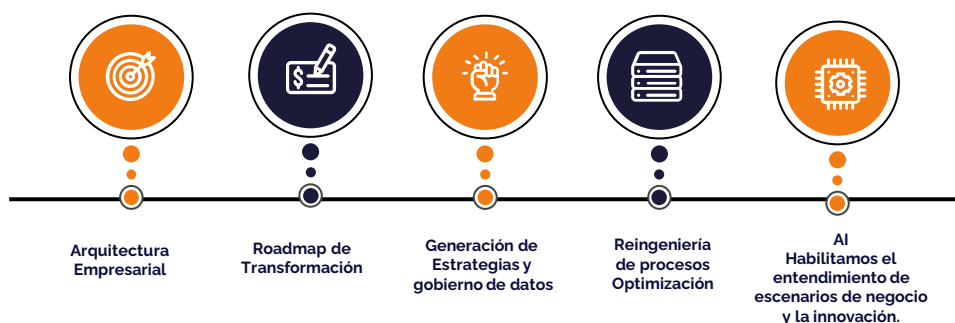 $
Arquitectura
Empresarial
Roadmap de
Transformación
Generación de
Estrategias y
gobierno de datos
Reingeniería
de procesos
Optimización
AI
Habilitamos el
entendimiento de
escenarios de negocio
y la innovación.